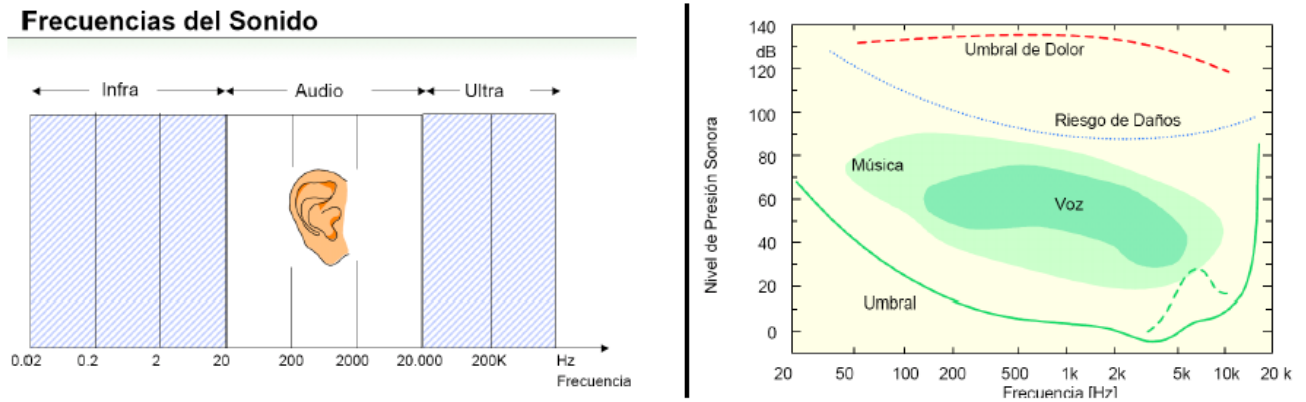 Frecuencias del Sonido
Infra Audio Ultra
0.02 0.2 2 20 200 2000 20.000 200K Hz
Frecuencia
140
dB
120
100
80
60
40
20
0
Nivel de Presión Sonora
Umbral de Dolor
Riesgo de Daños
Música
Voz
Umbral
20 50 100 200 500 1k 2k 5k 10k 20 k
Frecuencia [Hz]